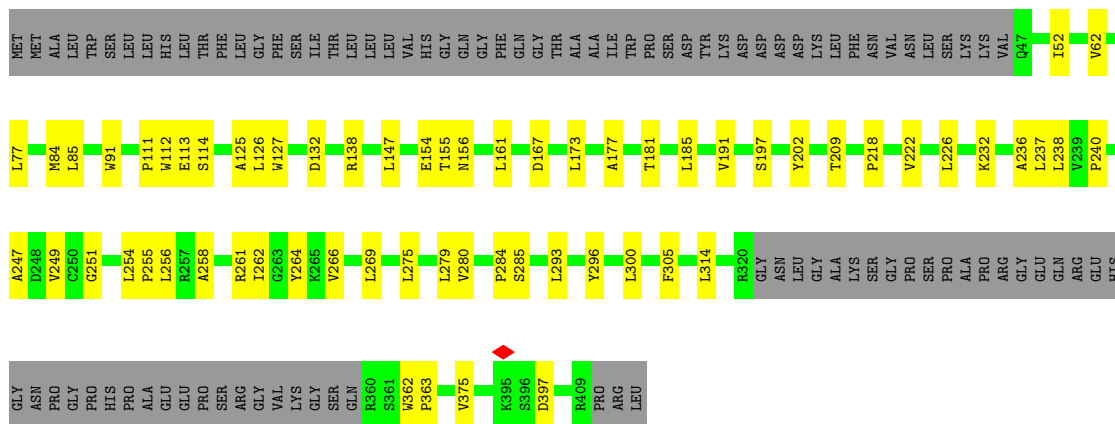 MET MET ALA LEU TRP SER LEU LEU HIS LEU THR PHE LEU GLY PHE SER ILE THR LEU LEU LEU VAL HIS GLY GLN GLY PHE GLN GLY THR ALA ALA ILE TRP PRO SER ASP TYR LYS ASP ASP ASP ASP LYS LEU PHE ASN VAL ASN LEU SER LYS LYS VAL Q47 I52 V62
L77 M84 L85 W91 P111 W112 E113 S114 A125 L126 W127 D132 R138 L147 E154 T155 N156 L161 D167 L173 A177 T181 L185 V191 S197 Y202 T209 P218 V222 L226 K232 A236 L237 L238 V239 P240
A247 D248 V249 C250 G251 L254 P255 L256 R257 A258 R261 I262 G263 Y264 K265 V266 L269 L275 L279 V280 P284 S285 L293 Y296 L300 F305 L314 R320 GLY ASN LEU GLY ALA LYS SER GLY PRO SER PRO ALA PRO ARG GLY GLU GLN ARG GLU HIS
GLY ASN PRO GLY PRO HIS PRO ALA GLU GLU PRO SER ARG GLY VAL LYS GLY SER GLN R360 S361 W362 P363 V375 K395 S396 D397 R409 PRO ARG LEU